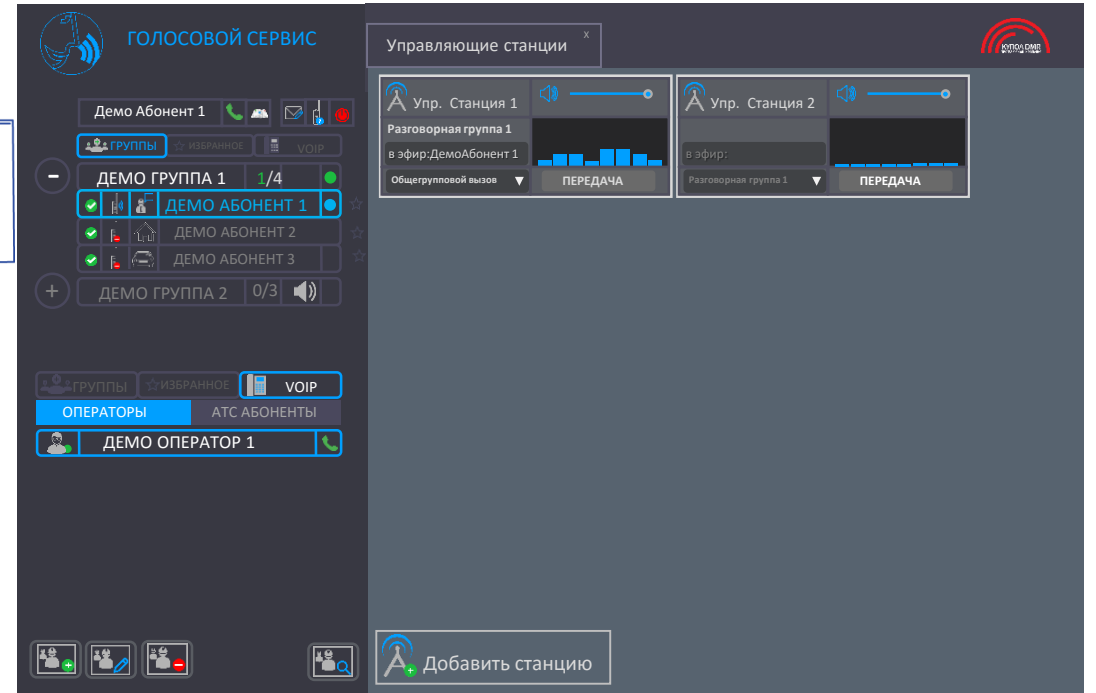 ГОЛОСОВОЙ СЕРВИС
Управляющие станции x
КУПОЛ DMR
Демо Абонент 1
ГРУППЫ ИЗБРАННОЕ VOIP
ДЕМО ГРУППА 1 1/4
ДЕМО АБОНЕНТ 1
ДЕМО АБОНЕНТ 2
ДЕМО АБОНЕНТ 3
ДЕМО ГРУППА 2 0/3
ГРУППЫ ИЗБРАННОЕ VOIP
ОПЕРАТОРЫ АТС АБОНЕНТЫ
ДЕМО ОПЕРАТОР 1
Упр. Станция 1
Разговорная группа 1
в эфир:ДемоАбонент 1
Общегрупповой вызов ПЕРЕДАЧА
Упр. Станция 2
в эфир:
Разговорная группа 1 ПЕРЕДАЧА
Добавить станцию